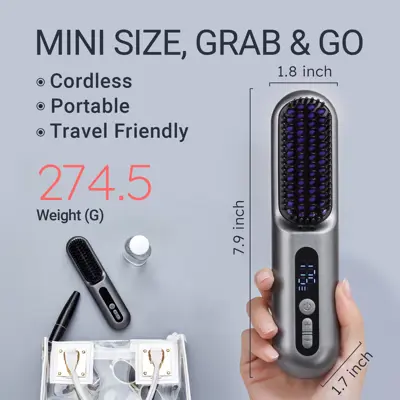 MINI SIZE, GRAB & GO
• Cordless
• Portable
• Travel Friendly
1.8 inch
274.5
Weight (G)
7.9 inch
1.7 inch